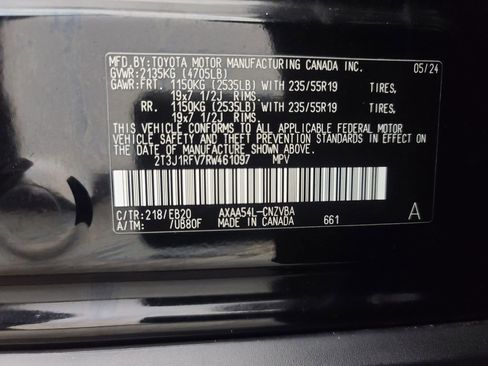 MFD.BY:TOYOTA MOTOR MANUFACTURING CANADA INC. 05/24
GVWR:2135KG (4705LB)
GAWR:FRT. 1150KG (2535LB) WITH 235/55R19 TIRES,
19x7 1/2J RIMS.
RR. 1150KG (2535LB) WITH 235/55R19 TIRES,
19x7 1/2J RIMS.
THIS VEHICLE CONFORMS TO ALL APPLICABLE FEDERAL MOTOR
VEHICLE SAFETY AND THEFT PREVENTION STANDARDS IN EFFECT
ON THE DATE OF MANUFACTURE SHOWN ABOVE.
2T3J1RFV7RW461097 MPV
C/TR:218/EB20 AXAA54L-CNZVBA
A/TM: /UB80F MADE IN CANADA 661 A